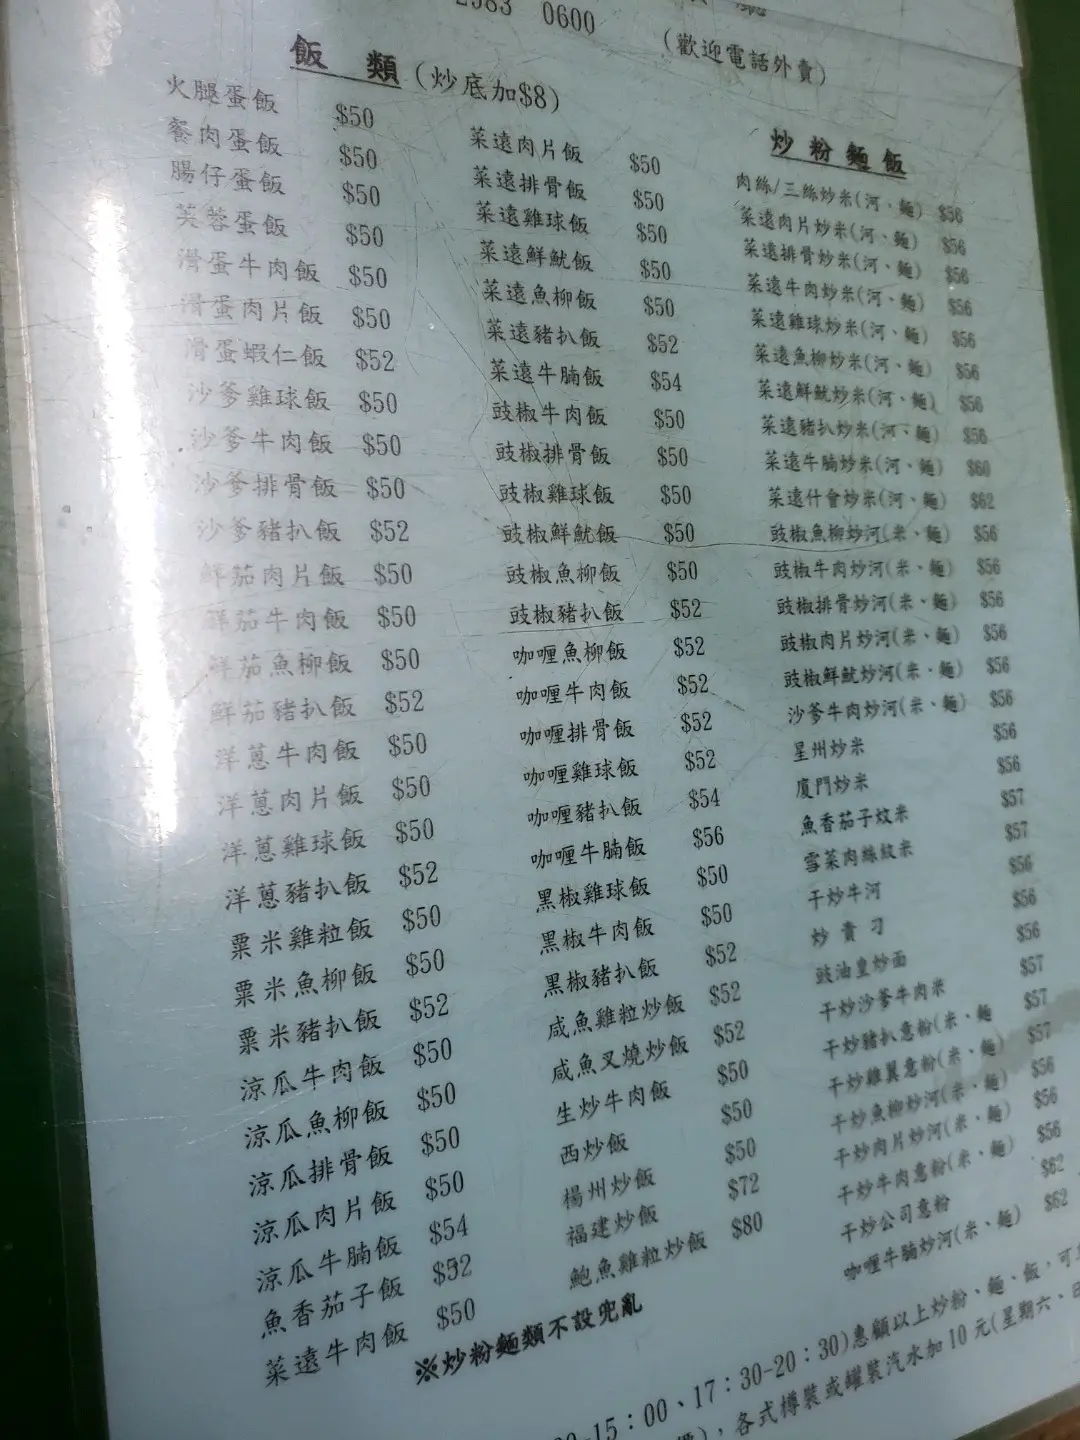 2983 0600
(歡迎電話外賣)
飯 類 (炒底加$8)
火腿蛋飯 $50
餐肉蛋飯 $50
腸仔蛋飯 $50
芙蓉蛋飯 $50
滑蛋牛肉飯 $50
滑蛋肉片飯 $50
滑蛋蝦仁飯 $52
沙爹雞球飯 $50
沙爹牛肉飯 $50
沙爹排骨飯 $50
沙爹豬扒飯 $52
鮮茄肉片飯 $50
鮮茄牛肉飯 $50
鮮茄魚柳飯 $50
鮮茄豬扒飯 $52
洋蔥牛肉飯 $50
洋蔥肉片飯 $50
洋蔥雞球飯 $50
洋蔥豬扒飯 $52
粟米雞粒飯 $50
粟米魚柳飯 $50
粟米豬扒飯 $52
涼瓜牛肉飯 $50
涼瓜魚柳飯 $50
涼瓜排骨飯 $50
涼瓜肉片飯 $50
涼瓜牛腩飯 $54
魚香茄子飯 $52
菜遠牛肉飯 $50
菜遠肉片飯 $50
菜遠排骨飯 $50
菜遠雞球飯 $50
菜遠鮮魷飯 $50
菜遠魚柳飯 $50
菜遠豬扒飯 $52
菜遠牛腩飯 $54
豉椒牛肉飯 $50
豉椒排骨飯 $50
豉椒雞球飯 $50
豉椒鮮魷飯 $50
豉椒魚柳飯 $50
豉椒豬扒飯 $52
咖喱魚柳飯 $52
咖喱牛肉飯 $52
咖喱排骨飯 $52
咖喱雞球飯 $52
咖喱豬扒飯 $54
咖喱牛腩飯 $56
黑椒雞球飯 $50
黑椒牛肉飯 $50
黑椒豬扒飯 $52
咸魚雞粒炒飯 $52
咸魚叉燒炒飯 $52
生炒牛肉飯 $50
西炒飯 $50
楊州炒飯 $50
福建炒飯 $72
鮑魚雞粒炒飯 $80
※炒粉麵類不設兜亂
炒粉麵飯
肉絲/三絲炒米(河、麵) $56
菜遠肉片炒米(河、麵) $56
菜遠排骨炒米(河、麵) $56
菜遠牛肉炒米(河、麵) $56
菜遠雞球炒米(河、麵) $56
菜遠魚柳炒米(河、麵) $56
菜遠鮮魷炒米(河、麵) $56
菜遠豬扒炒米(河、麵) $56
菜遠牛腩炒米(河、麵) $60
菜遠什會炒米(河、麵) $62
豉椒魚柳炒河(米、麵) $56
豉椒牛肉炒河(米、麵) $56
豉椒排骨炒河(米、麵) $56
豉椒肉片炒河(米、麵) $56
豉椒鮮魷炒河(米、麵) $56
沙爹牛肉炒河(米、麵) $56
星州炒米 $56
廈門炒米 $56
魚香茄子炆米 $57
雪菜肉絲炆米 $57
干炒牛河 $56
炒貴刁 $56
豉油皇炒面 $56
干炒沙爹牛肉米 $57
干炒豬扒意粉(米、麵 $57
干炒雞翼意粉(米、麵) $57
干炒魚柳炒河(米、麵) $56
干炒肉片炒河(米、麵) $56
干炒牛肉意粉(米、麵) $56
干炒公司意粉 $62
咖喱牛腩炒河(米、麵) $62
-15:00、17:30-20:30)惠顧以上炒粉、麵、飯，可
，各式樽裝或罐裝汽水加10元(星期六、日